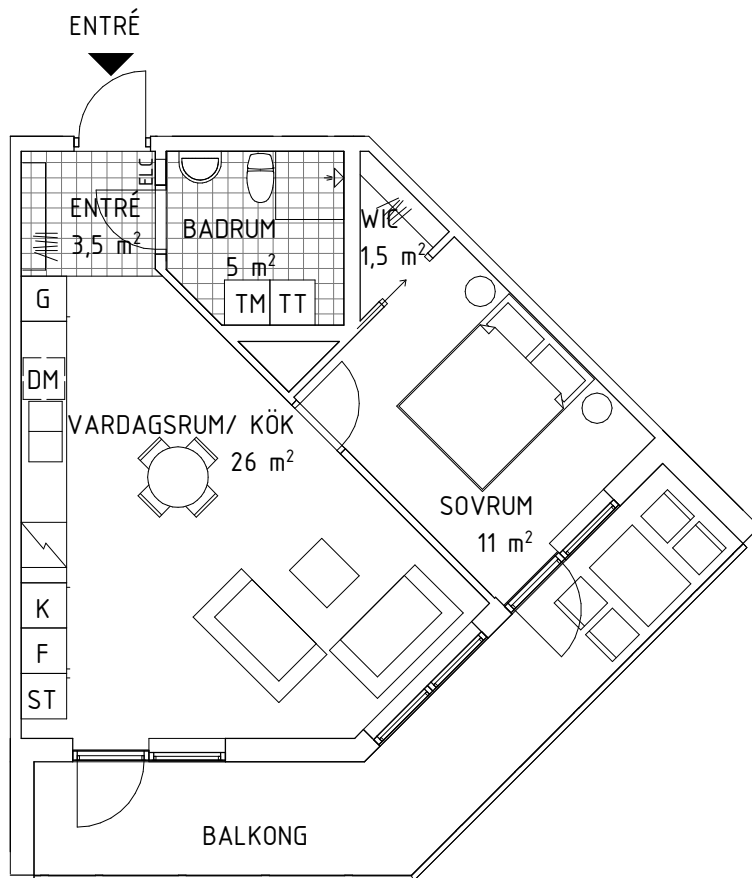 ENTRÉ
ELC
ENTRÉ
3,5 m²
BADRUM
5 m²
WIC
1,5 m²
TM TT
G
DM
VARDAGSRUM/ KÖK
26 m²
SOVRUM
11 m²
K
F
ST
BALKONG